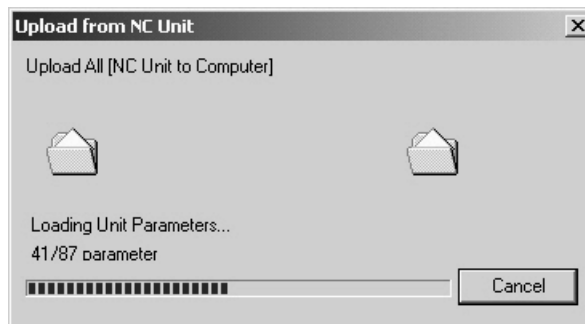 Upload from NC Unit
Upload All [NC Unit to Computer]
Loading Unit Parameters...
41/87 parameter
Cancel